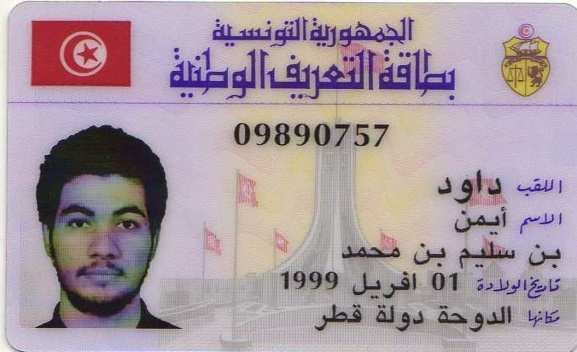 الجمهورية التونسية
بطاقة التعريف الوطنية
09890757
اللقب داود
الاسم أيمن
بن سليم بن محمد
تاريخ الولادة 01 افريل 1999
مكانها الدوحة دولة قطر